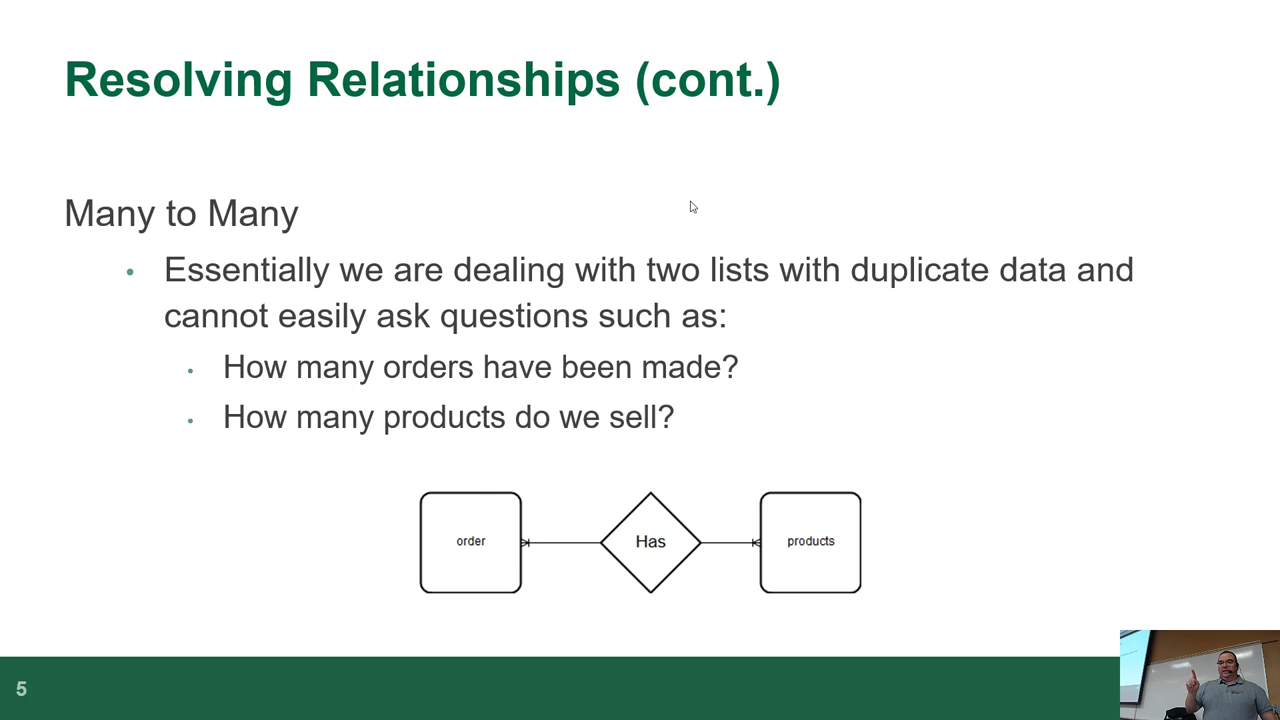 Resolving Relationships (cont.)
Many to Many
• Essentially we are dealing with two lists with duplicate data and
cannot easily ask questions such as:
• How many orders have been made?
• How many products do we sell?
order
Has
products
5